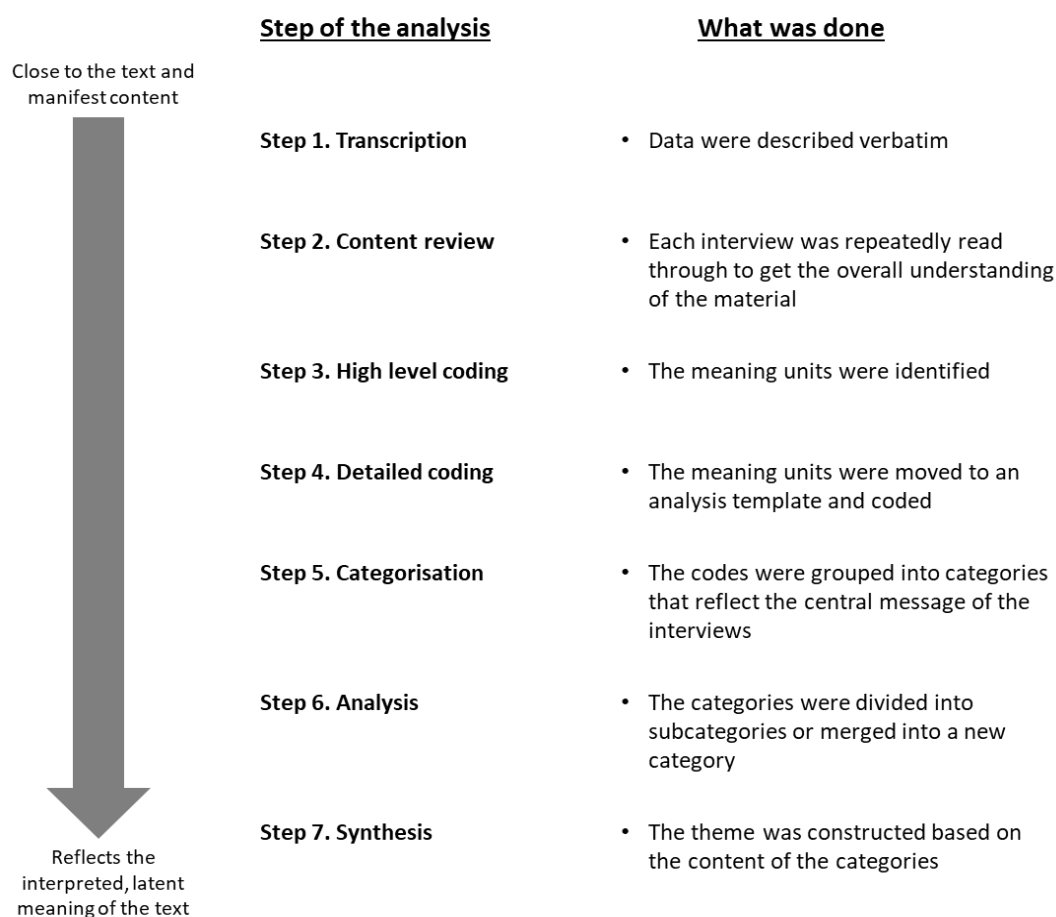 Step of the analysis
What was done
Close to the text and
manifest content
Step 1. Transcription
• Data were described verbatim
Step 2. Content review
• Each interview was repeatedly read
through to get the overall understanding
of the material
Step 3. High level coding
• The meaning units were identified
Step 4. Detailed coding
• The meaning units were moved to an
analysis template and coded
Step 5. Categorisation
• The codes were grouped into categories
that reflect the central message of the
interviews
Step 6. Analysis
• The categories were divided into
subcategories or merged into a new
category
Step 7. Synthesis
• The theme was constructed based on
the content of the categories
Reflects the
interpreted, latent
meaning of the text